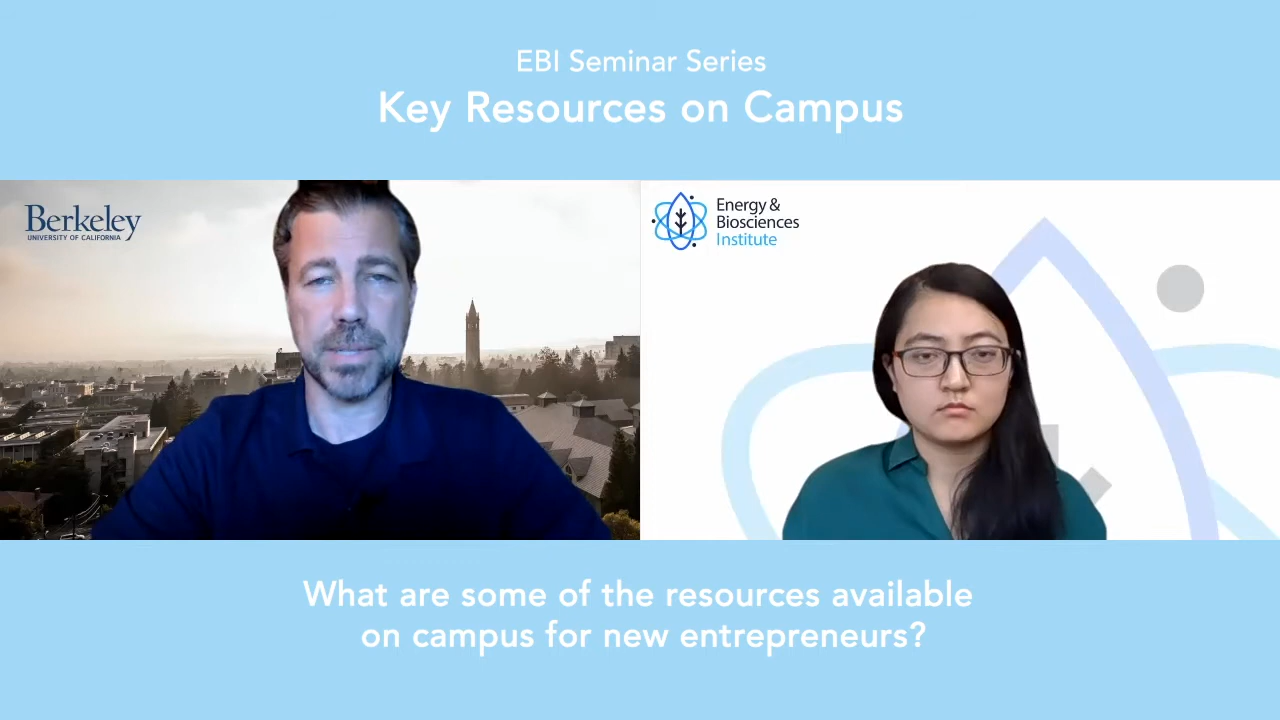 EBI Seminar Series
Key Resources on Campus
Berkeley
UNIVERSITY OF CALIFORNIA
Energy &
Biosciences
Institute
What are some of the resources available
on campus for new entrepreneurs?